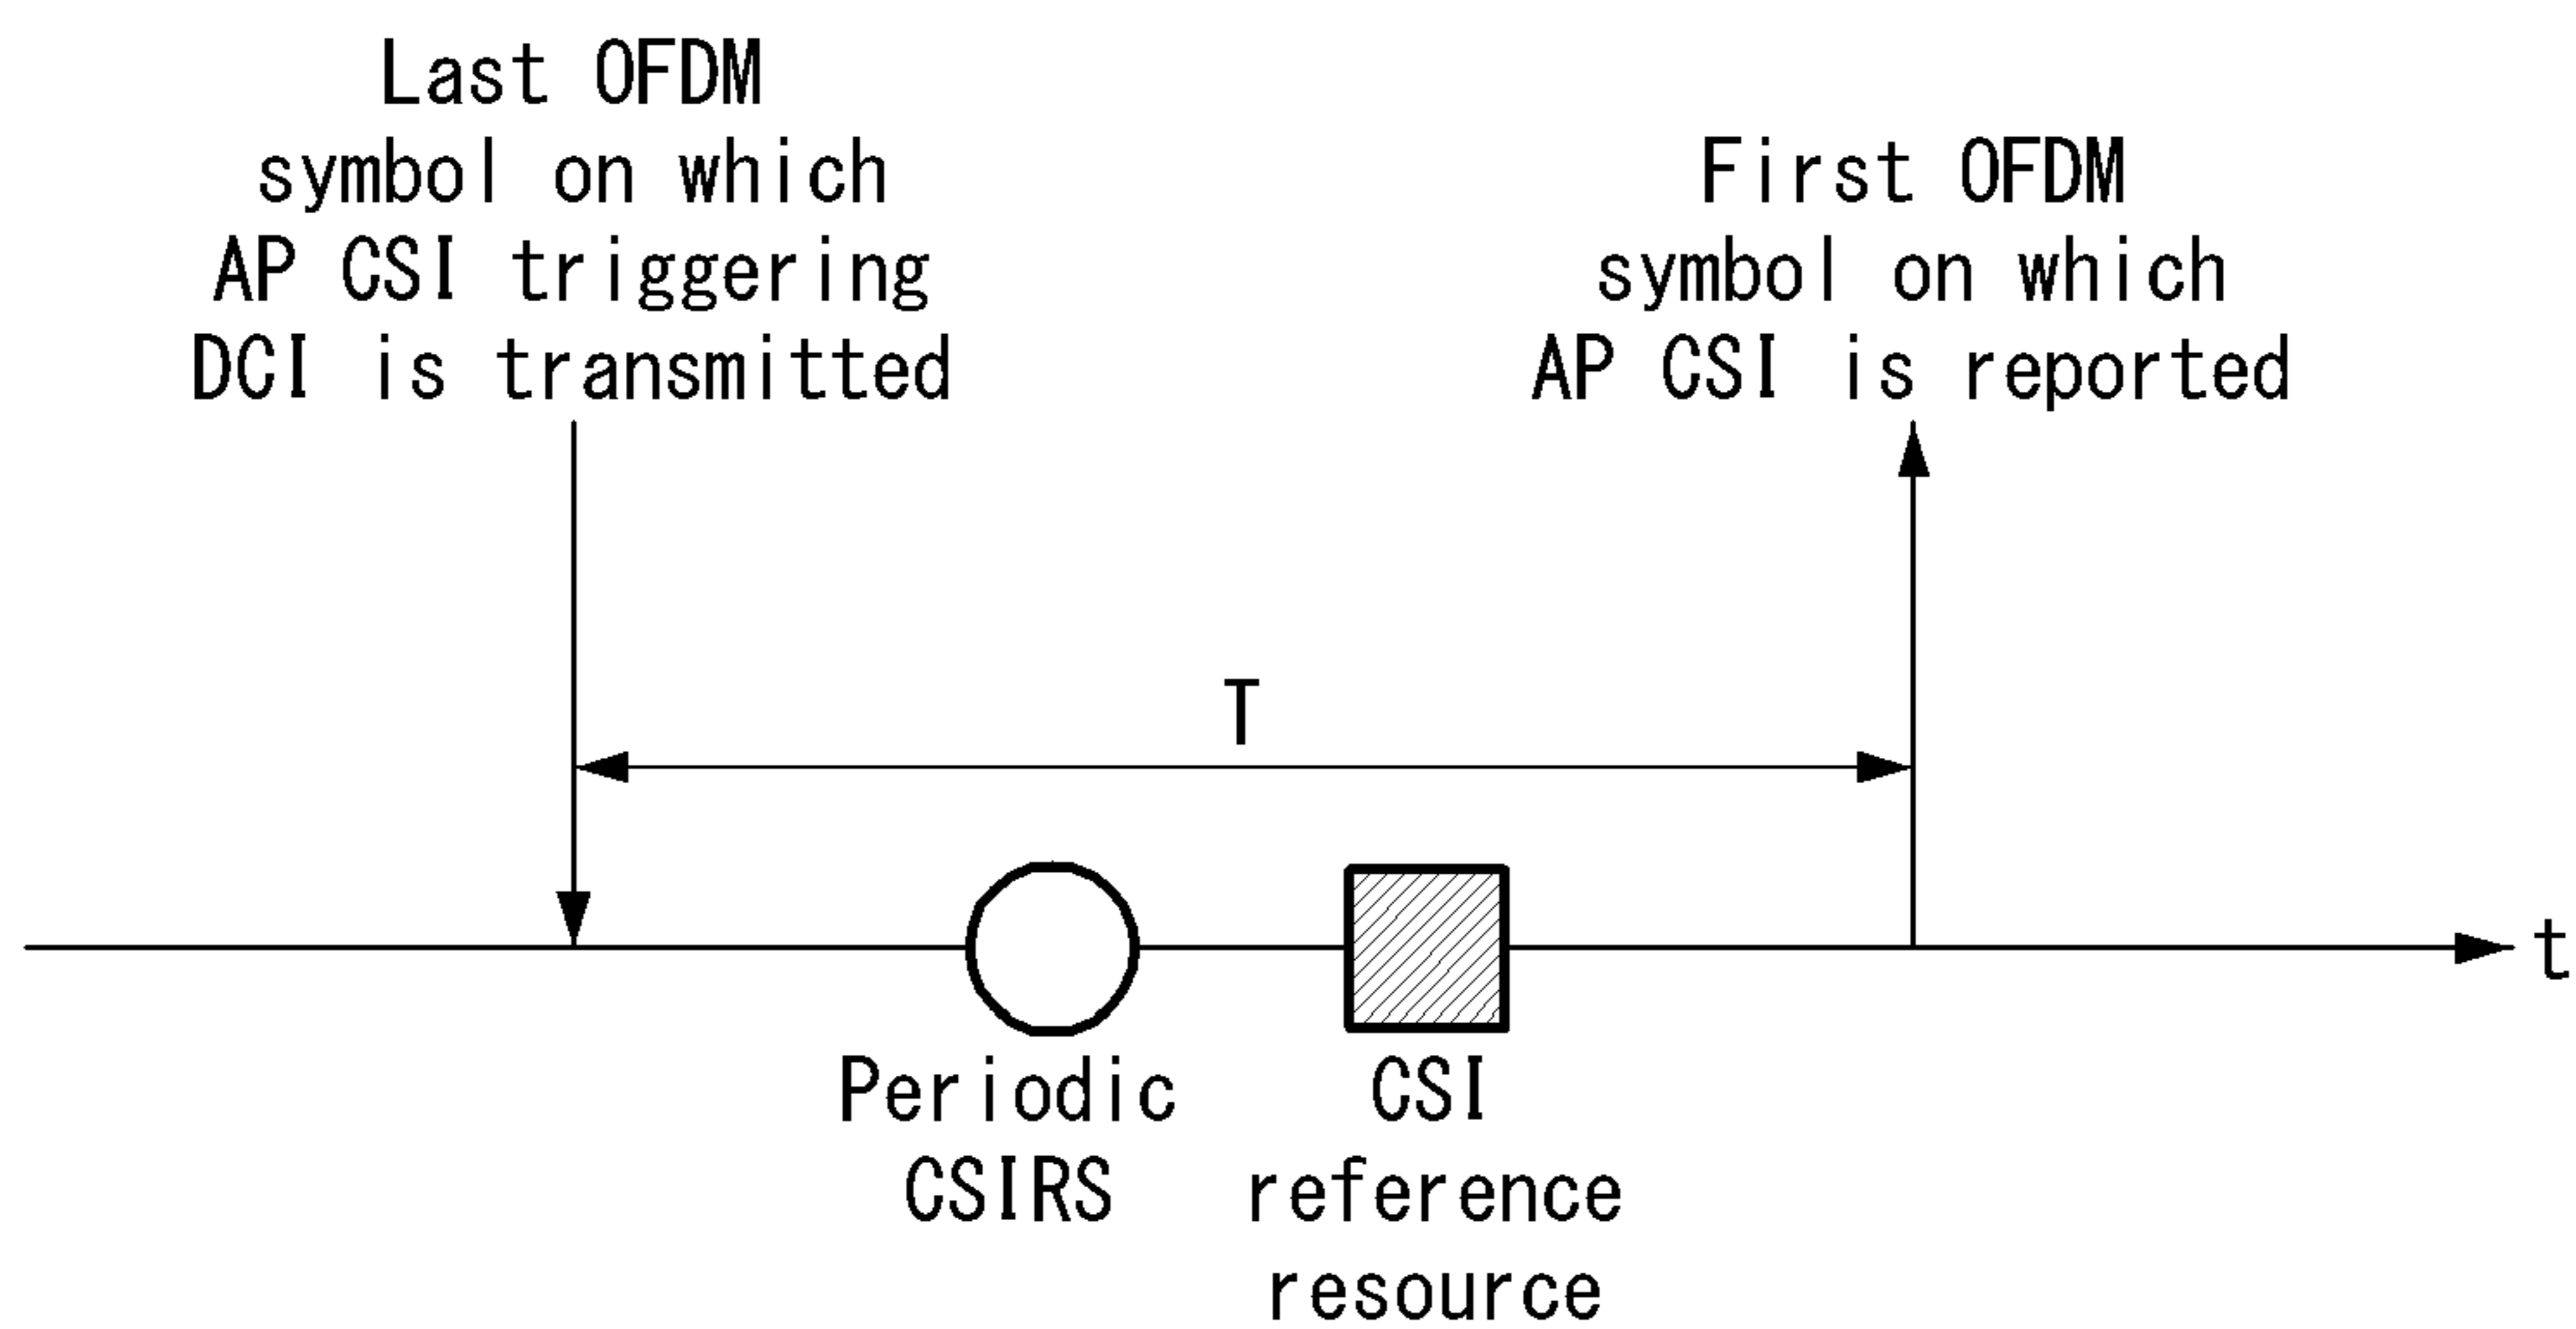 Last OFDM
symbol on which
AP CSI triggering
DCI is transmitted
First OFDM
symbol on which
AP CSI is reported
T
t
Periodic
CSIRS
CSI
reference
resource